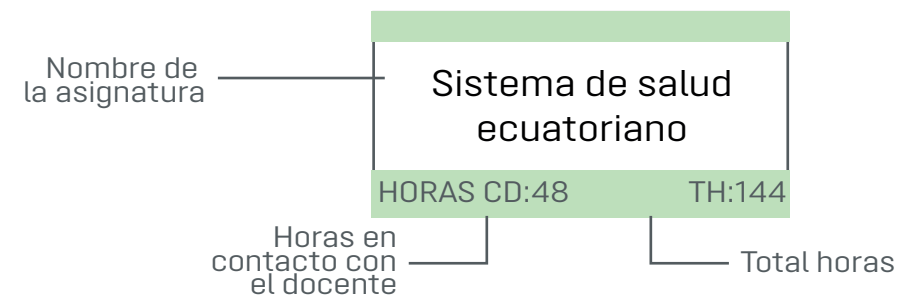 Nombre de
la asignatura
Sistema de salud
ecuatoriano
HORAS CD:48 TH:144
Horas en
contacto con
el docente
Total horas